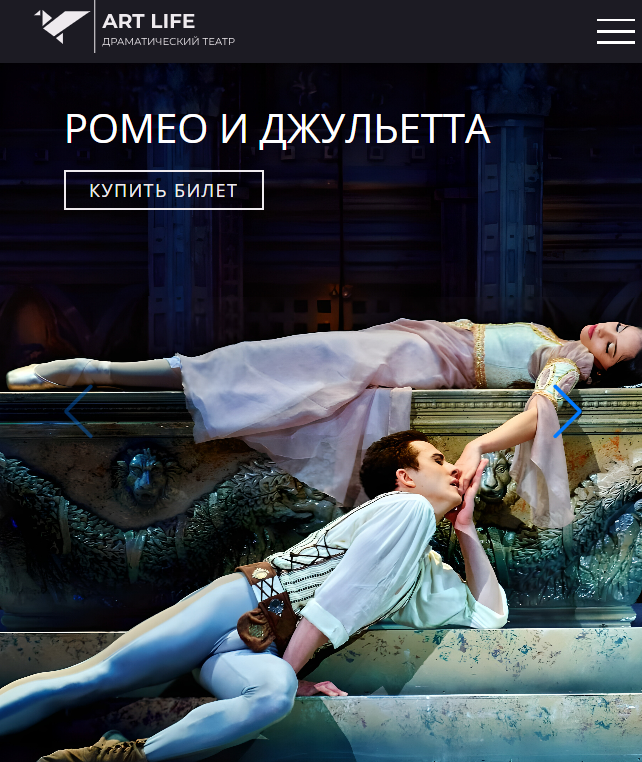 ART LIFE
ДРАМАТИЧЕСКИЙ ТЕАТР
РОМЕО И ДЖУЛЬЕТТА
КУПИТЬ БИЛЕТ